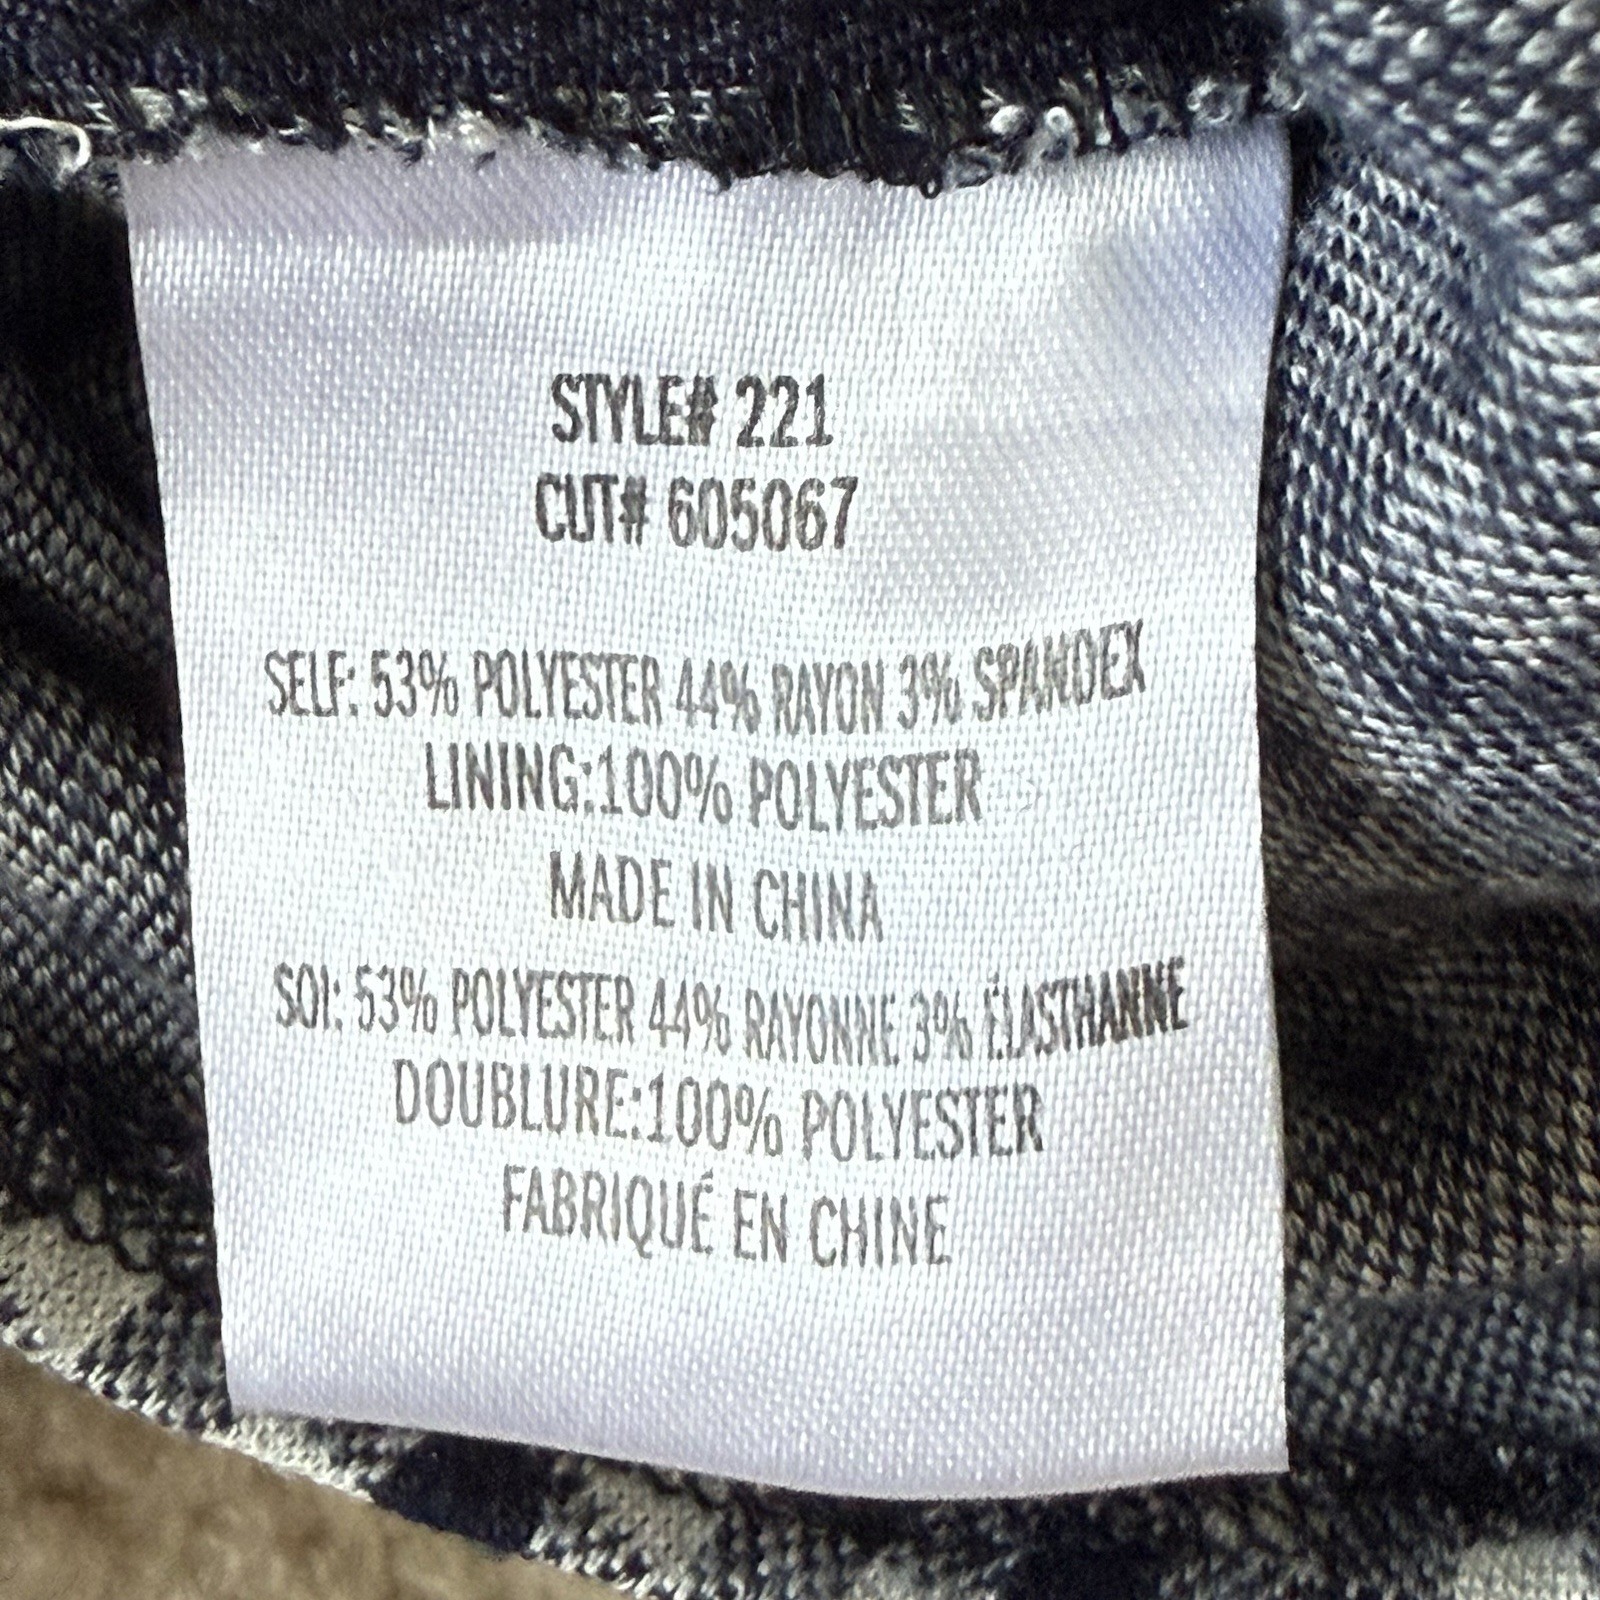 STYLE# 221
CUT# 605067
SELF: 53% POLYESTER 44% RAYON 3% SPANDEX
LINING:100% POLYESTER
MADE IN CHINA
SOI: 53% POLYESTER 44% RAYONNE 3% ÉLASTHANNE
DOUBLURE:100% POLYESTER
FABRIQUÉ EN CHINE